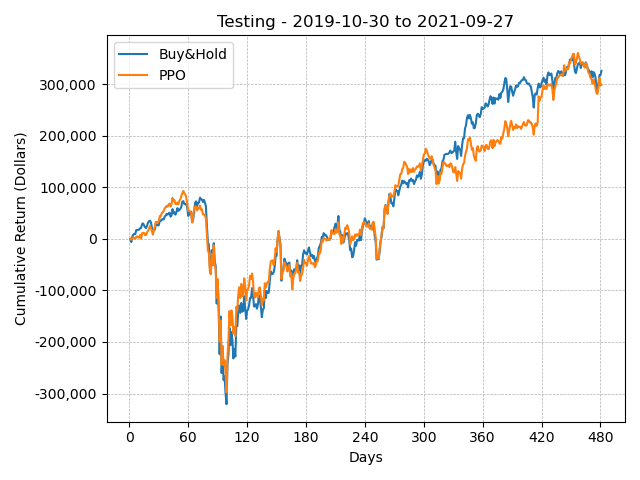 Testing - 2019-10-30 to 2021-09-27
Buy&Hold
PPO
Cumulative Return (Dollars)
300,000
200,000
100,000
0
-100,000
-200,000
-300,000
0 60 120 180 240 300 360 420 480
Days